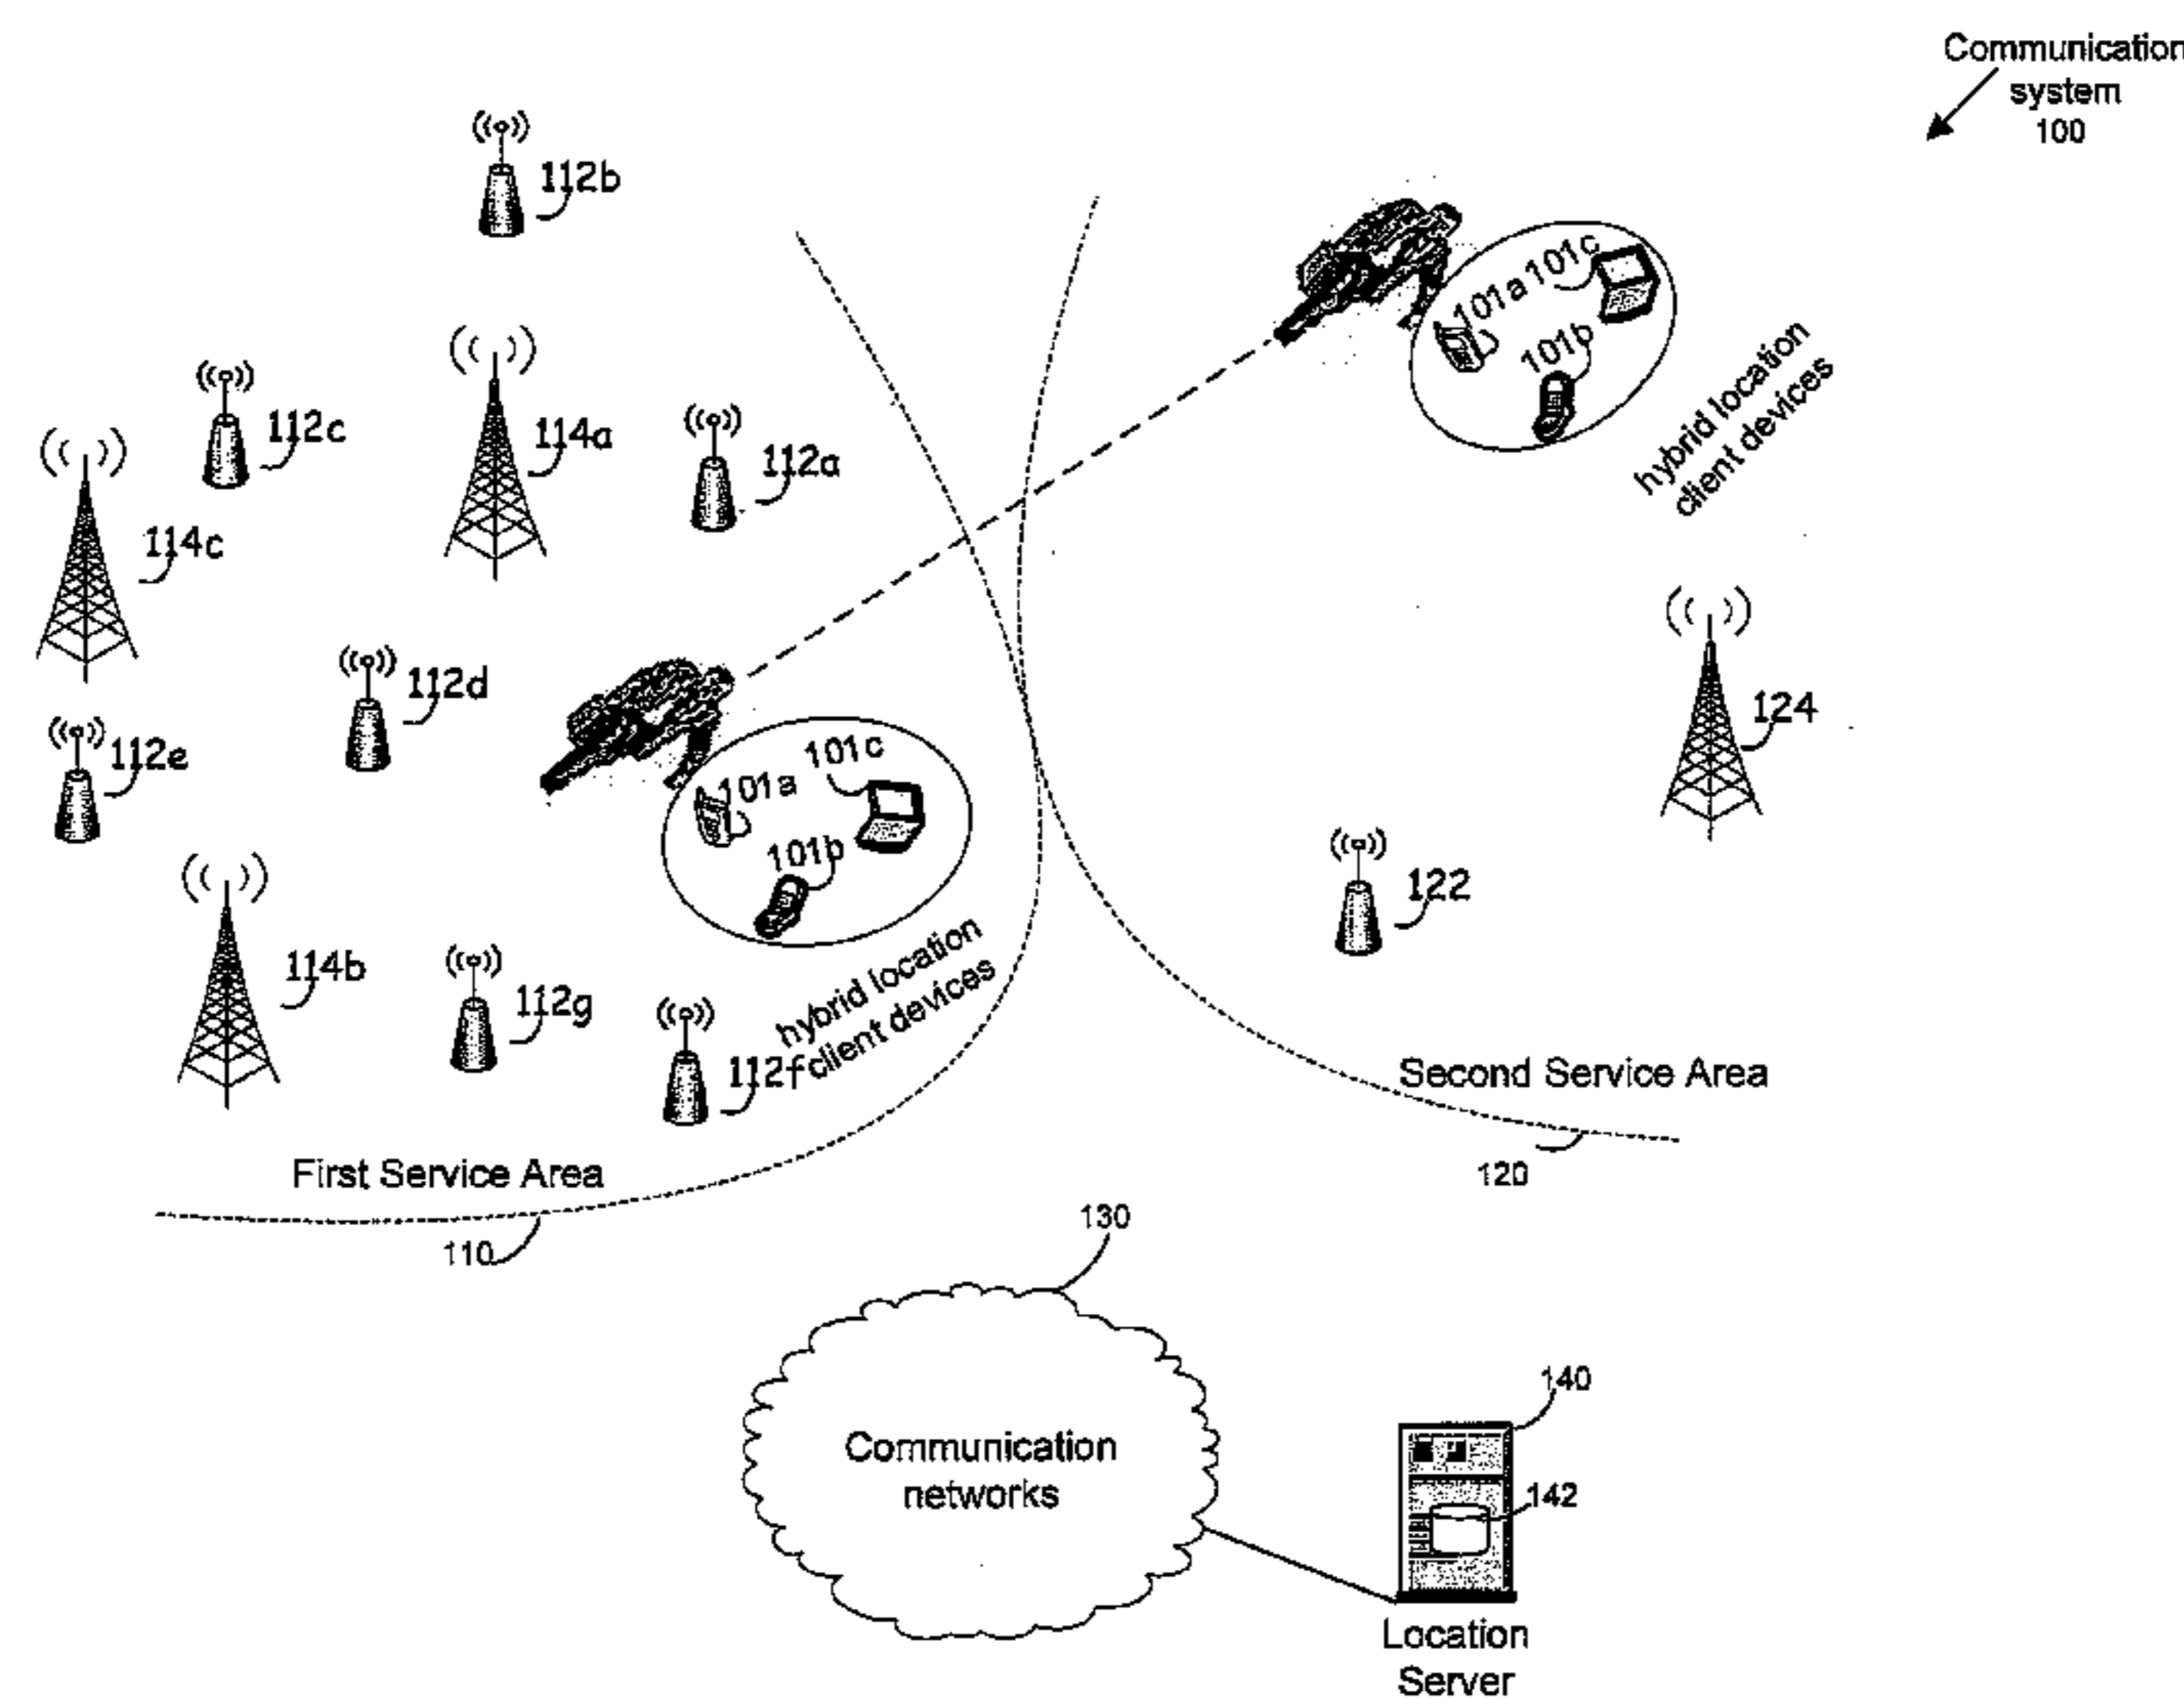 Communication
system
100
112b
101c
101a
101b
hybrid location
client devices
112c
114a
112a
114c
112d
124
112e
101c
101a
101b
122
114b
112g
hybrid location
client devices
112f
Second Service Area
First Service Area
120
110
130
140
Communication
networks
142
Location
Server